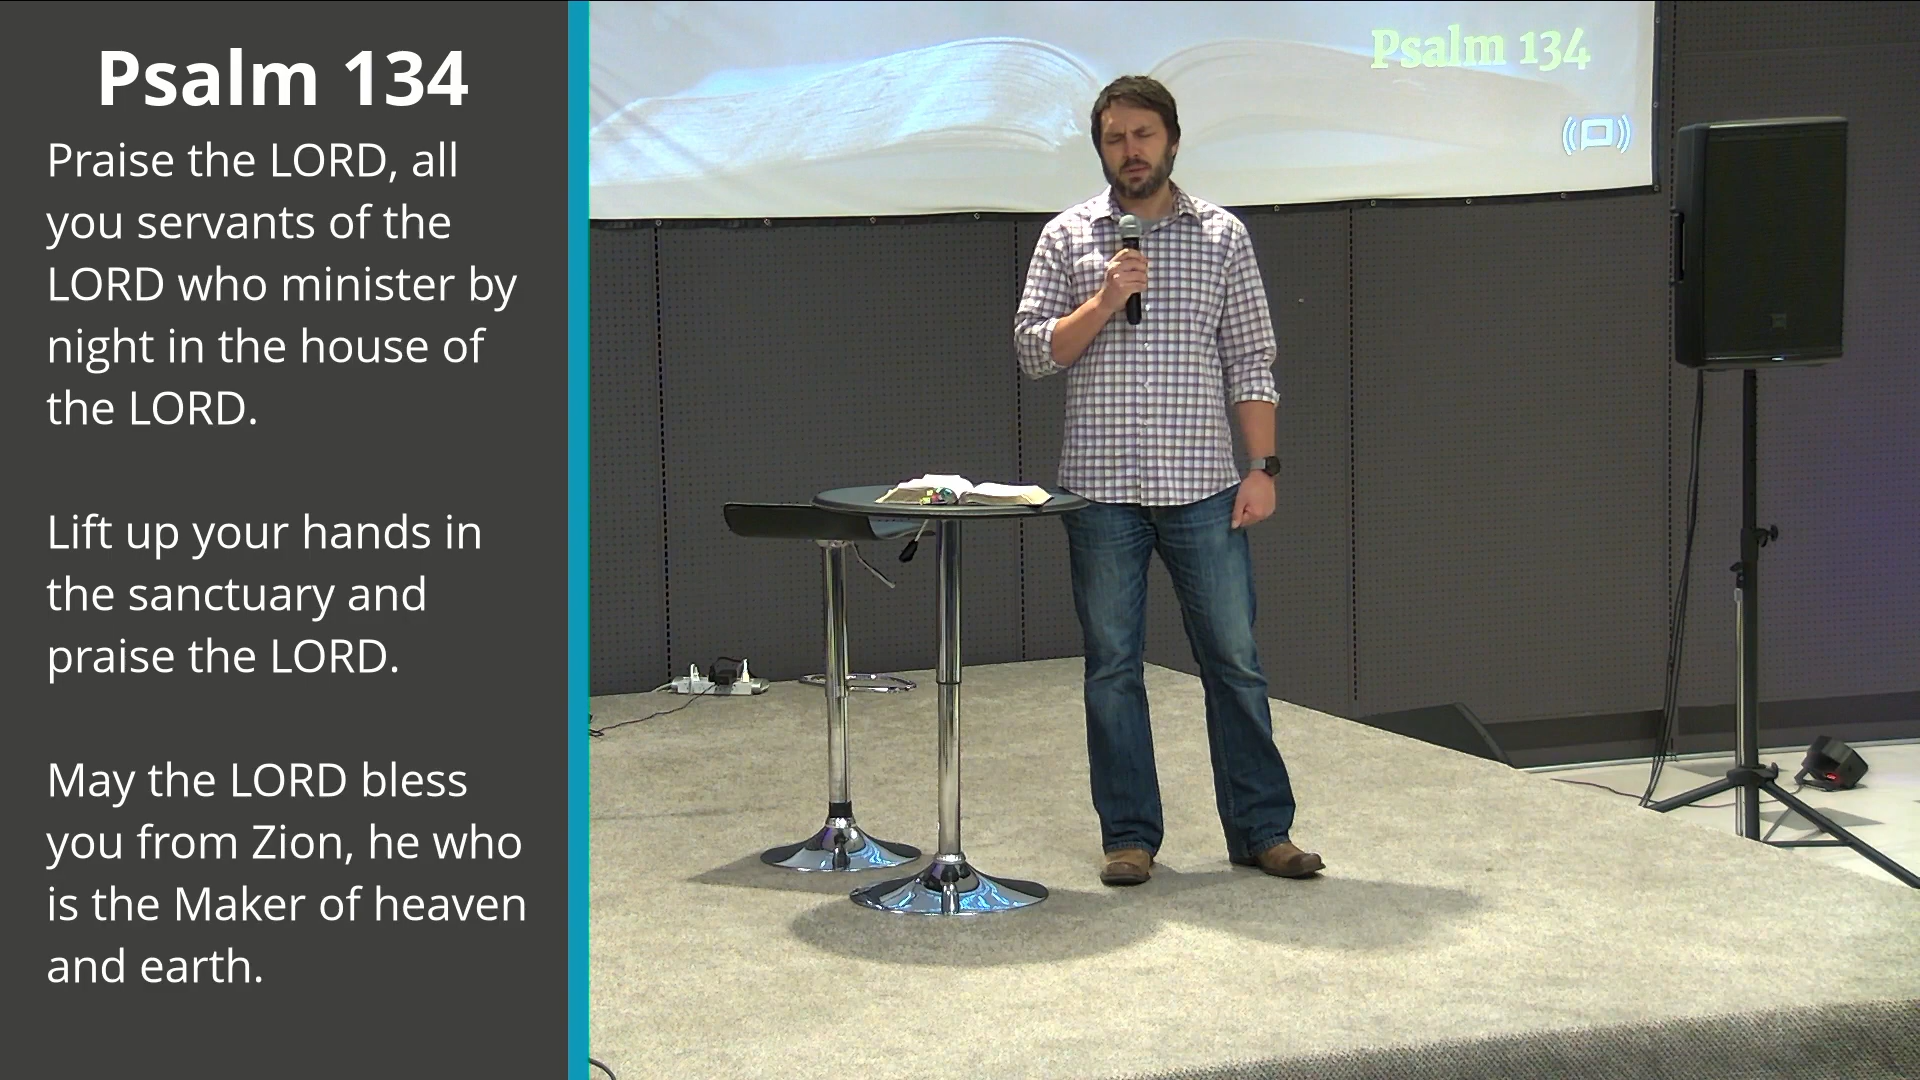 Psalm 134
Praise the LORD, all
you servants of the
LORD who minister by
night in the house of
the LORD.
Lift up your hands in
the sanctuary and
praise the LORD.
May the LORD bless
you from Zion, he who
is the Maker of heaven
and earth.
Psalm 134